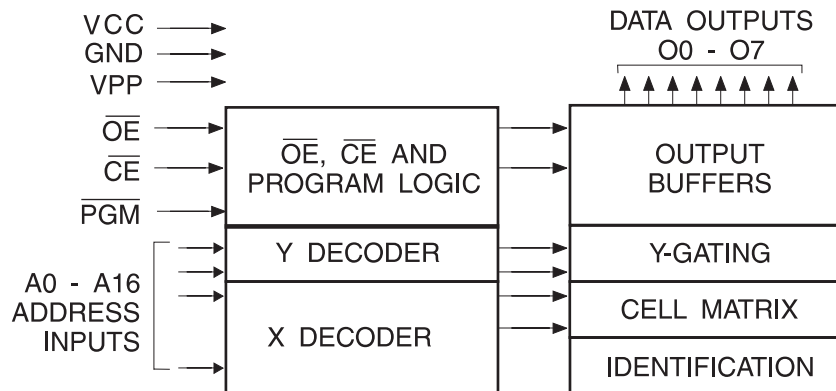 VCC
GND
VPP
OE
CE
PGM
A0 - A16
ADDRESS
INPUTS
OE, CE AND
PROGRAM LOGIC
Y DECODER
X DECODER
DATA OUTPUTS
O0 - O7
OUTPUT
BUFFERS
Y-GATING
CELL MATRIX
IDENTIFICATION